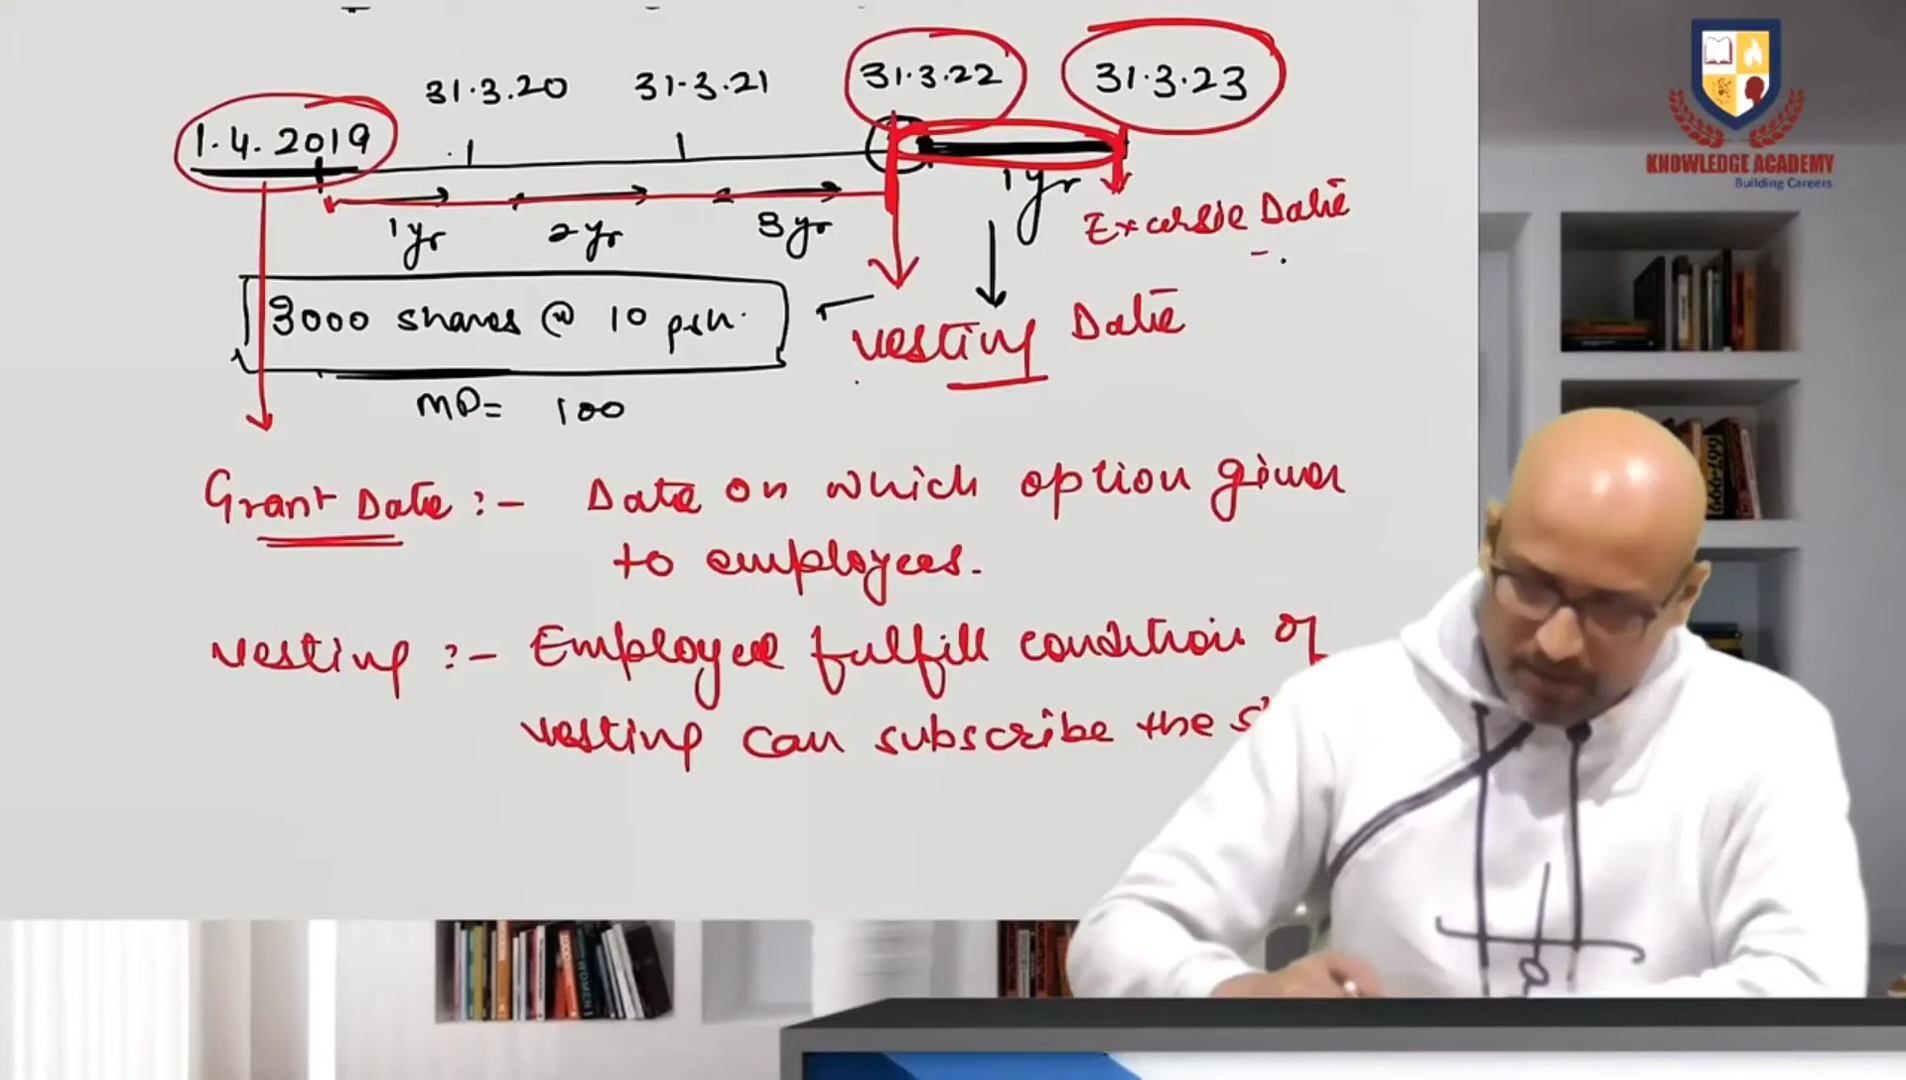 31.3.20 31.3.21 31.3.22 31.3.23
1.4.2019
1yr 2yr 3yr 1yr
Excersie Date
3000 shares @ 10 psh.
Vesting Date
MP= 100
Grant Date :- Date on which option given
to employees.
Vesting :- Employee fulfill condition of
vesting can subscribe the
KNOWLEDGE ACADEMY
Building Careers